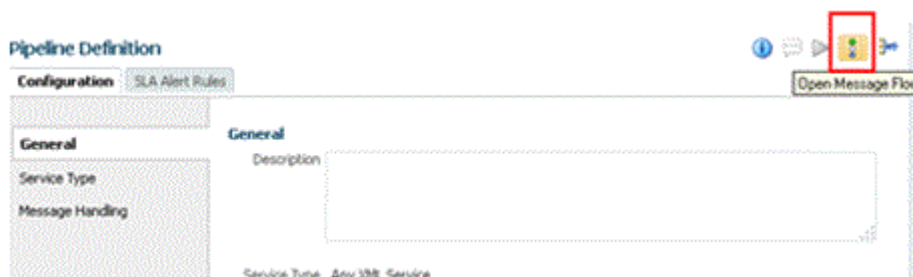 Pipeline Definition
Configuration SLA Alert Rules
Open Message Flo
General
General
Description
Service Type
Message Handling
Service Type Any XML Service